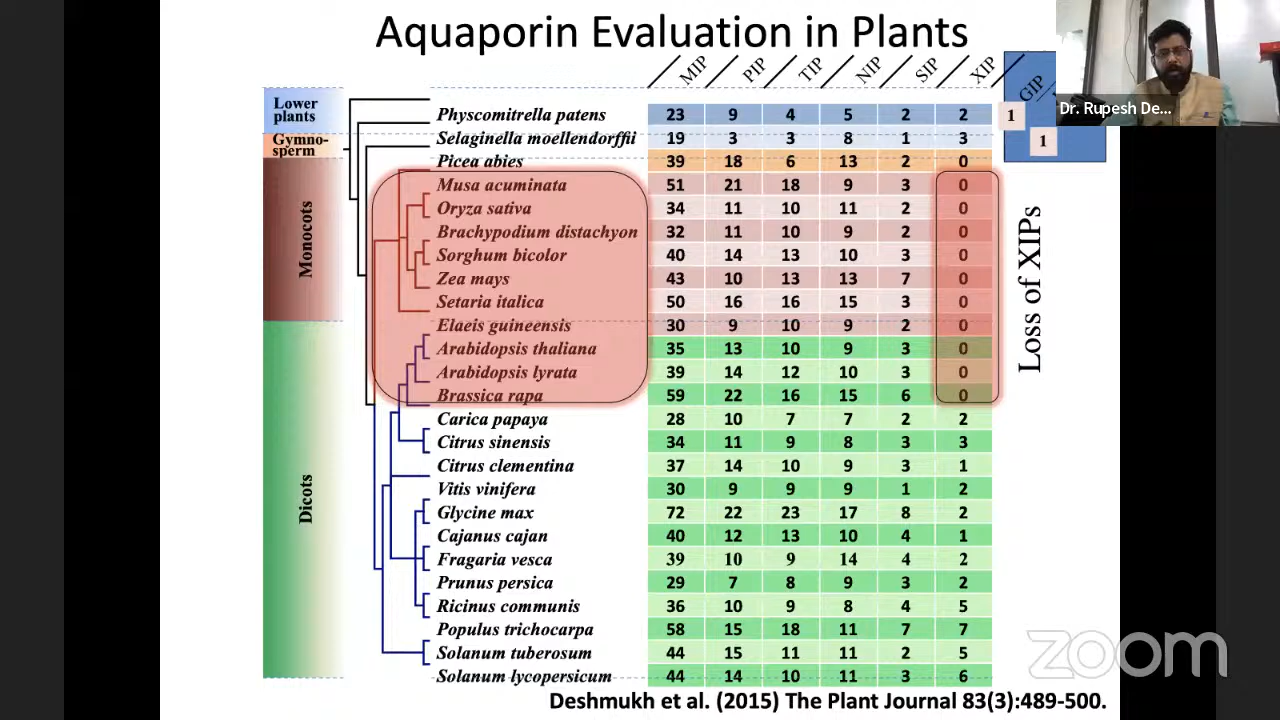 Aquaporin Evaluation in Plants
MIP PIP TIP NIP SIP XIP GIP
Dr. Rupesh De...
Lower plants
Gymno-sperm
Monocots
Dicots
Physcomitrella patens 23 9 4 5 2 2 1
Selaginella moellendorffii 19 3 3 8 1 3 1
Picea abies 39 18 6 13 2 0
Musa acuminata 51 21 18 9 3 0
Oryza sativa 34 11 10 11 2 0
Brachypodium distachyon 32 11 10 9 2 0
Sorghum bicolor 40 14 13 10 3 0
Zea mays 43 10 13 13 7 0
Setaria italica 50 16 16 15 3 0
Elaeis guineensis 30 9 10 9 2 0
Arabidopsis thaliana 35 13 10 9 3 0
Arabidopsis lyrata 39 14 12 10 3 0
Brassica rapa 59 22 16 15 6 0
Carica papaya 28 10 7 7 2 2
Citrus sinensis 34 11 9 8 3 3
Citrus clementina 37 14 10 9 3 1
Vitis vinifera 30 9 9 9 1 2
Glycine max 72 22 23 17 8 2
Cajanus cajan 40 12 13 10 4 1
Fragaria vesca 39 10 9 14 4 2
Prunus persica 29 7 8 9 3 2
Ricinus communis 36 10 9 8 4 5
Populus trichocarpa 58 15 18 11 7 7
Solanum tuberosum 44 15 11 11 2 5
Solanum lycopersicum 44 14 10 11 3 6
Loss of XIPs
zoom
Deshmukh et al. (2015) The Plant Journal 83(3):489-500.